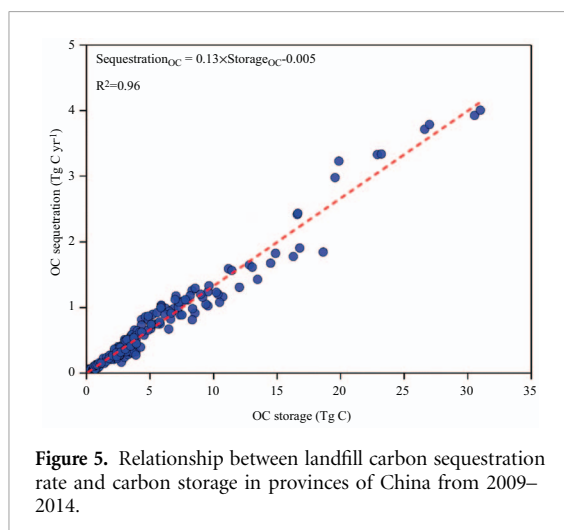 5
Sequestration_OC = 0.13×Storage_OC-0.005
R²=0.96
4
3
2
1
0
OC sequetration (Tg C yr⁻¹)
0 5 10 15 20 25 30 35
OC storage (Tg C)
Figure 5. Relationship between landfill carbon sequestration
rate and carbon storage in provinces of China from 2009–
2014.